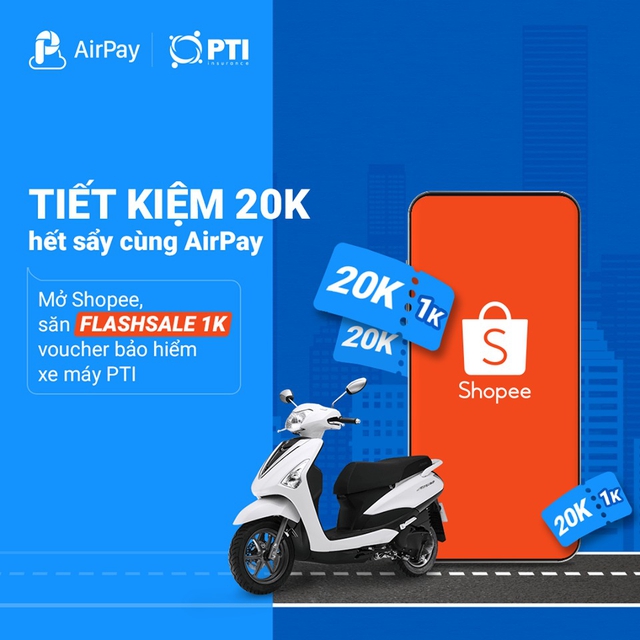 AirPay
PTI
insurance
TIẾT KIỆM 20K
hết sẩy cùng AirPay
Mở Shopee,
săn FLASHSALE 1K
voucher bảo hiểm
xe máy PTI
20K 1K
20K
S
Shopee
20K 1K